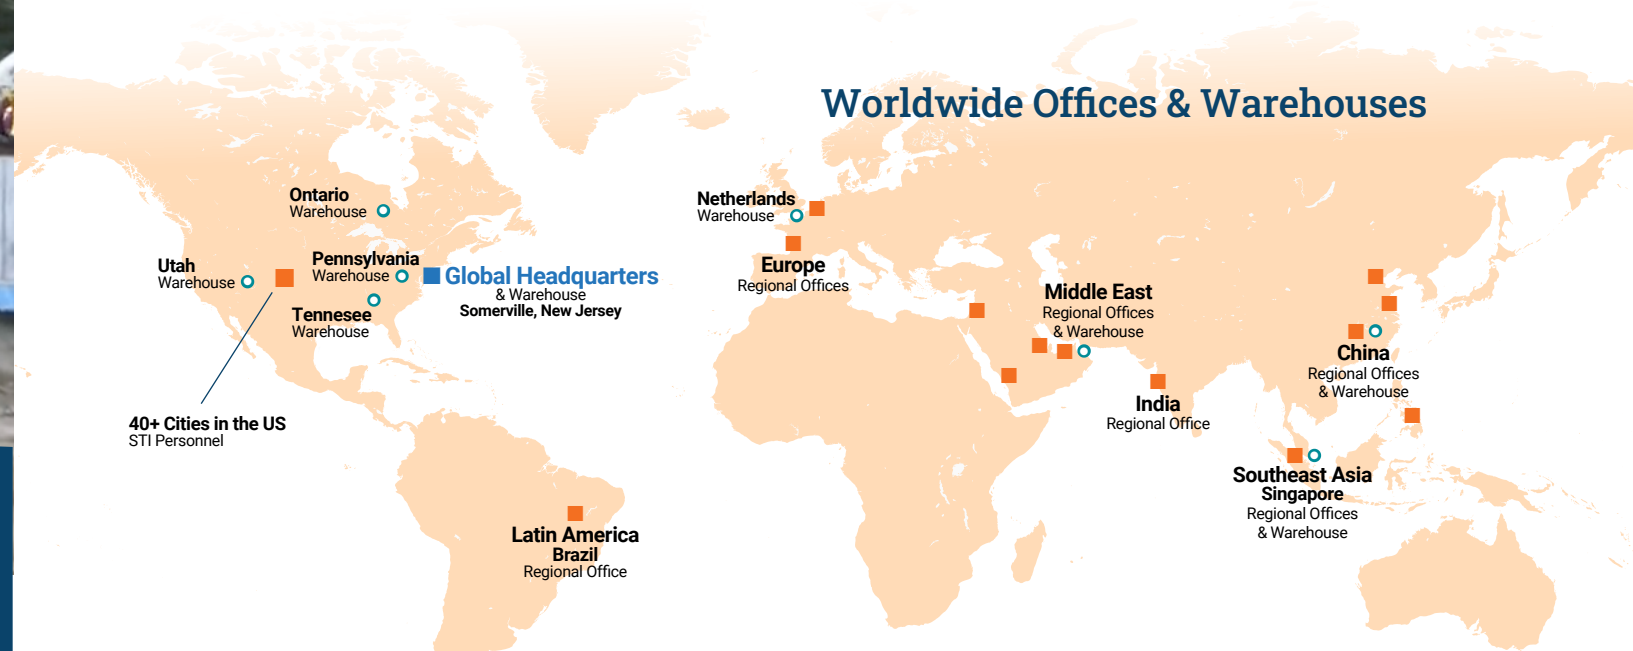 Worldwide Offices & Warehouses
Ontario
Warehouse
Utah
Warehouse
Pennsylvania
Warehouse
Global Headquarters
& Warehouse
Somerville, New Jersey
Tennesee
Warehouse
40+ Cities in the US
STI Personnel
Latin America
Brazil
Regional Office
Netherlands
Warehouse
Europe
Regional Offices
Middle East
Regional Offices
& Warehouse
India
Regional Office
China
Regional Offices
& Warehouse
Southeast Asia
Singapore
Regional Offices
& Warehouse